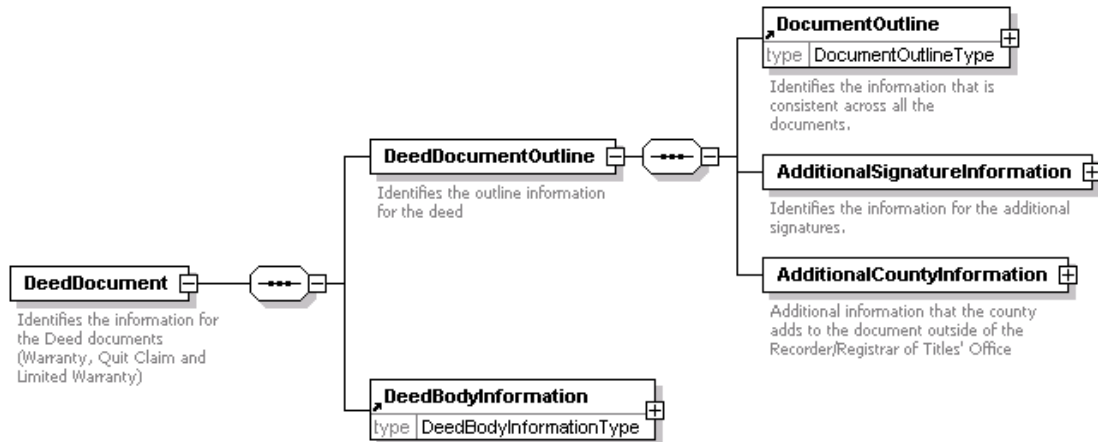 DocumentOutline
type DocumentOutlineType
Identifies the information that is
consistent across all the
documents.
DeedDocumentOutline
Identifies the outline information
for the deed
AdditionalSignatureInformation
Identifies the information for the additional
signatures.
DeedDocument
Identifies the information for
the Deed documents
(Warranty, Quit Claim and
Limited Warranty)
AdditionalCountyInformation
Additional information that the county
adds to the document outside of the
Recorder/Registrar of Titles' Office
DeedBodyInformation
type DeedBodyInformationType